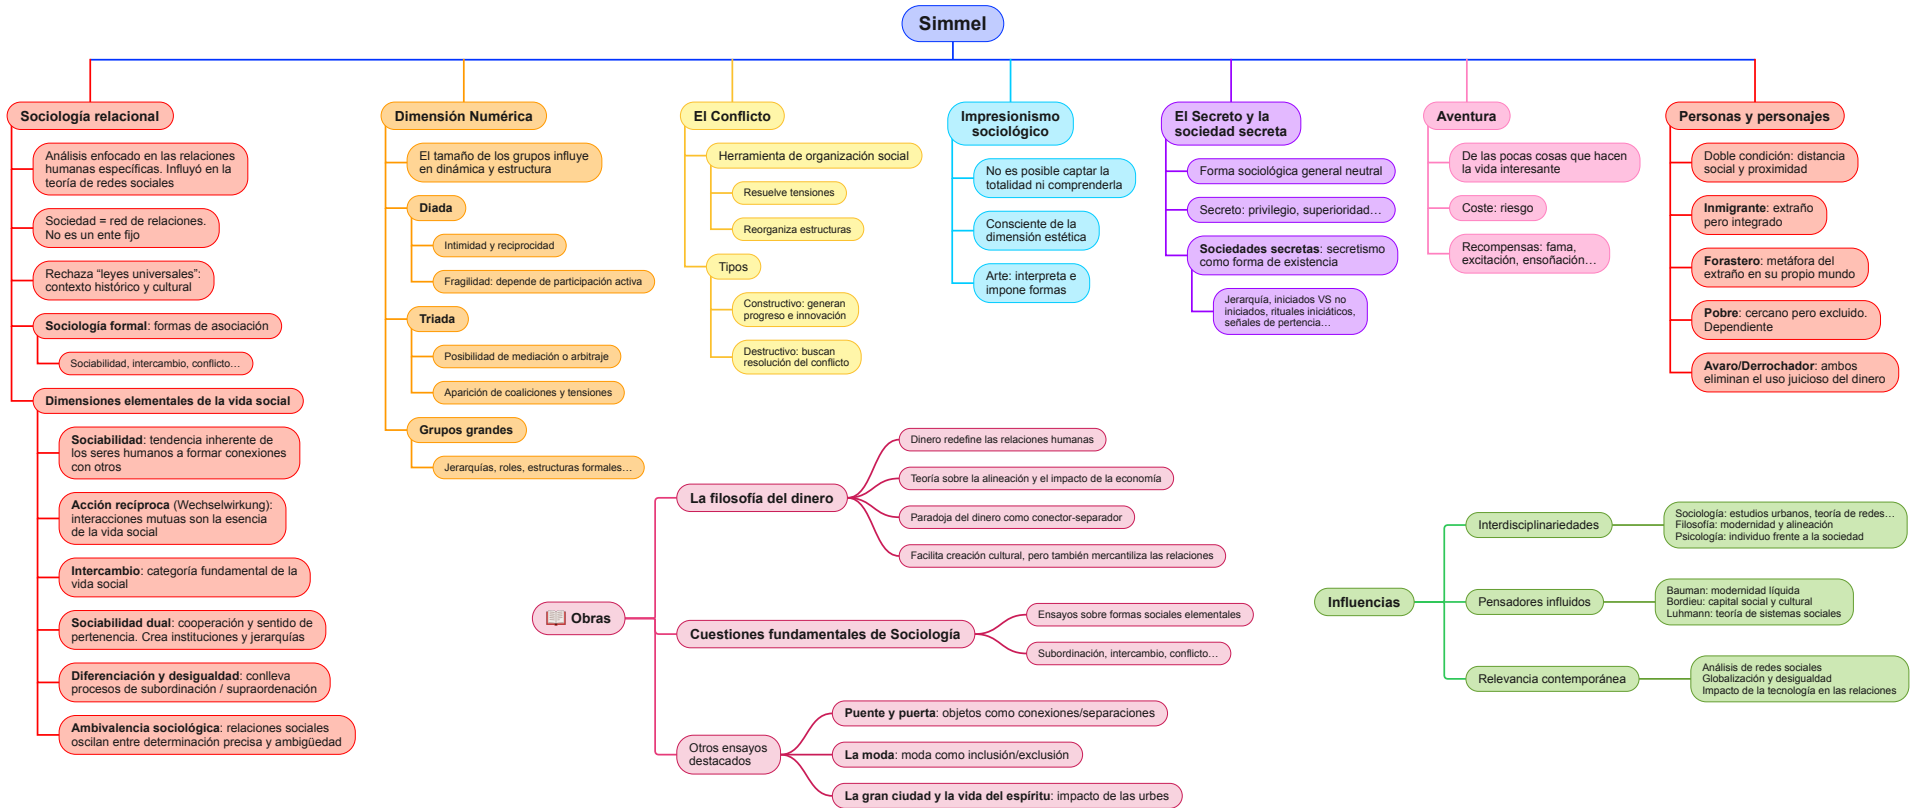 Simmel
Sociología relacional
Análisis enfocado en las relaciones
humanas específicas. Influyó en la
teoría de redes sociales
Sociedad = red de relaciones.
No es un ente fijo
Rechaza “leyes universales”:
contexto histórico y cultural
Sociología formal: formas de asociación
Sociabilidad, intercambio, conflicto…
Dimensiones elementales de la vida social
Sociabilidad: tendencia inherente de
los seres humanos a formar conexiones
con otros
Acción recíproca (Wechselwirkung):
interacciones mutuas son la esencia
de la vida social
Intercambio: categoría fundamental de la
vida social
Sociabilidad dual: cooperación y sentido de
pertenencia. Crea instituciones y jerarquías
Diferenciación y desigualdad: conlleva
procesos de subordinación / supraordenación
Ambivalencia sociológica: relaciones sociales
oscilan entre determinación precisa y ambigüedad
Dimensión Numérica
El tamaño de los grupos influye
en dinámica y estructura
Diada
Intimidad y reciprocidad
Fragilidad: depende de participación activa
Triada
Posibilidad de mediación o arbitraje
Aparición de coaliciones y tensiones
Grupos grandes
Jerarquías, roles, estructuras formales…
El Conflicto
Herramienta de organización social
Resuelve tensiones
Reorganiza estructuras
Tipos
Constructivo: generan
progreso e innovación
Destructivo: buscan
resolución del conflicto
Impresionismo
sociológico
No es posible captar la
totalidad ni comprenderla
Consciente de la
dimensión estética
Arte: interpreta e
impone formas
El Secreto y la
sociedad secreta
Forma sociológica general neutral
Secreto: privilegio, superioridad…
Sociedades secretas: secretismo
como forma de existencia
Jerarquía, iniciados VS no
iniciados, rituales iniciáticos,
señales de pertencia…
Aventura
De las pocas cosas que hacen
la vida interesante
Coste: riesgo
Recompensas: fama,
excitación, ensoñación…
Personas y personajes
Doble condición: distancia
social y proximidad
Inmigrante: extraño
pero integrado
Forastero: metáfora del
extraño en su propio mundo
Pobre: cercano pero excluido.
Dependiente
Avaro/Derrochador: ambos
eliminan el uso juicioso del dinero
Obras
La filosofía del dinero
Dinero redefine las relaciones humanas
Teoría sobre la alineación y el impacto de la economía
Paradoja del dinero como conector-separador
Facilita creación cultural, pero también mercantiliza las relaciones
Cuestiones fundamentales de Sociología
Ensayos sobre formas sociales elementales
Subordinación, intercambio, conflicto…
Otros ensayos
destacados
Puente y puerta: objetos como conexiones/separaciones
La moda: moda como inclusión/exclusión
La gran ciudad y la vida del espíritu: impacto de las urbes
Influencias
Interdisciplinariedades
Sociología: estudios urbanos, teoría de redes…
Filosofía: modernidad y alineación
Psicología: individuo frente a la sociedad
Pensadores influidos
Bauman: modernidad líquida
Bordieu: capital social y cultural
Luhmann: teoría de sistemas sociales
Relevancia contemporánea
Análisis de redes sociales
Globalización y desigualdad
Impacto de la tecnología en las relaciones